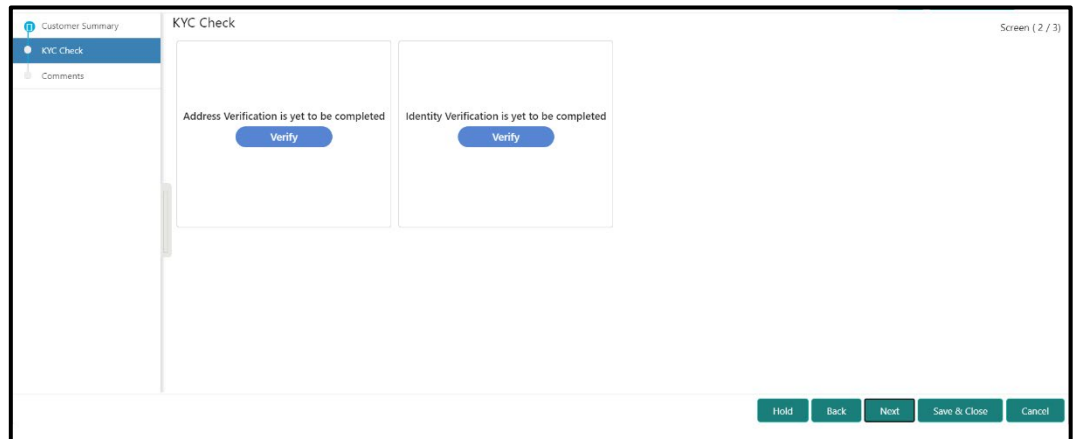 Customer Summary
KYC Check
Comments
KYC Check
Screen ( 2 / 3)
Address Verification is yet to be completed
Verify
Identity Verification is yet to be completed
Verify
Hold
Back
Next
Save & Close
Cancel